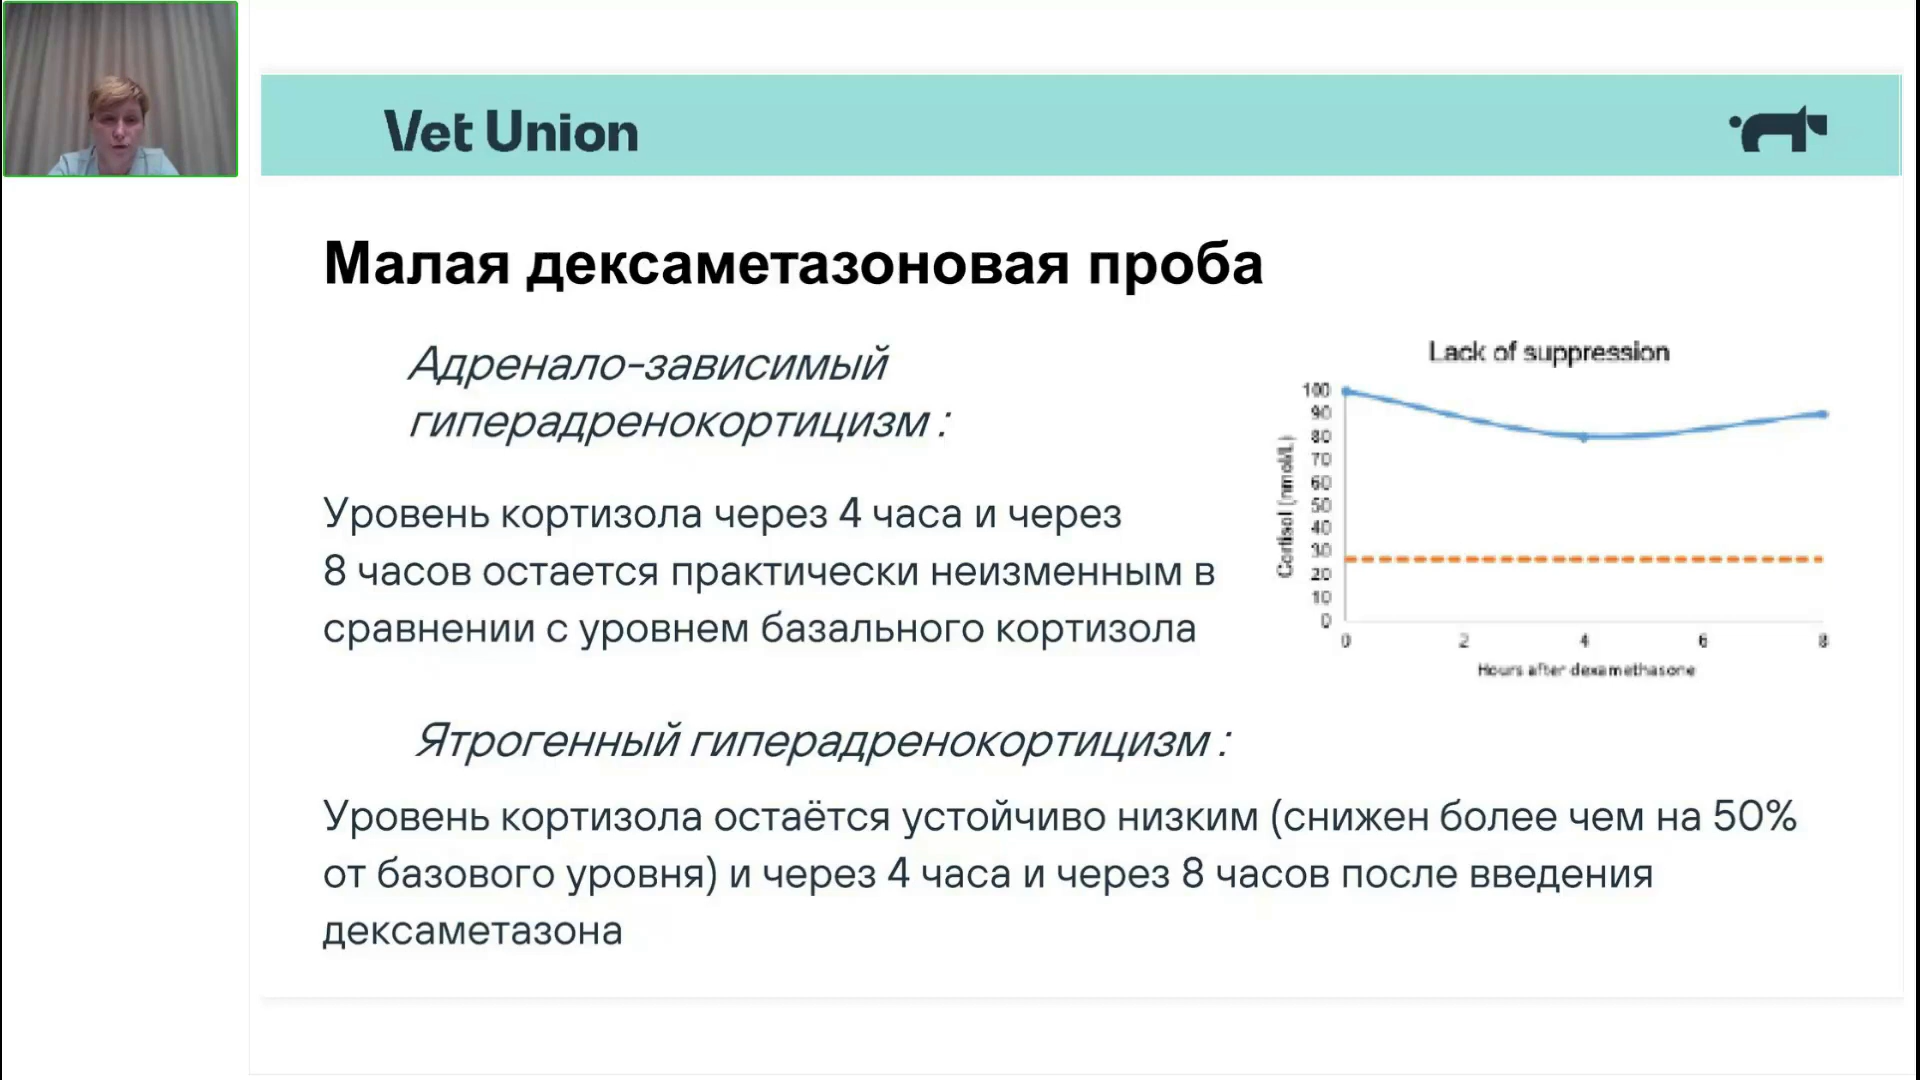 Vet Union
Малая дексаметазоновая проба
Адренало-зависимый
гиперадренокортицизм :
Уровень кортизола через 4 часа и через
8 часов остается практически неизменным в
сравнении с уровнем базального кортизола
Lack of suppression
Cortisol (nmol/L)
100
90
80
70
60
50
40
30
20
10
0
0 2 4 6 8
Hours after dexamethasone
Ятрогенный гиперадренокортицизм :
Уровень кортизола остаётся устойчиво низким (снижен более чем на 50%
от базового уровня) и через 4 часа и через 8 часов после введения
дексаметазона